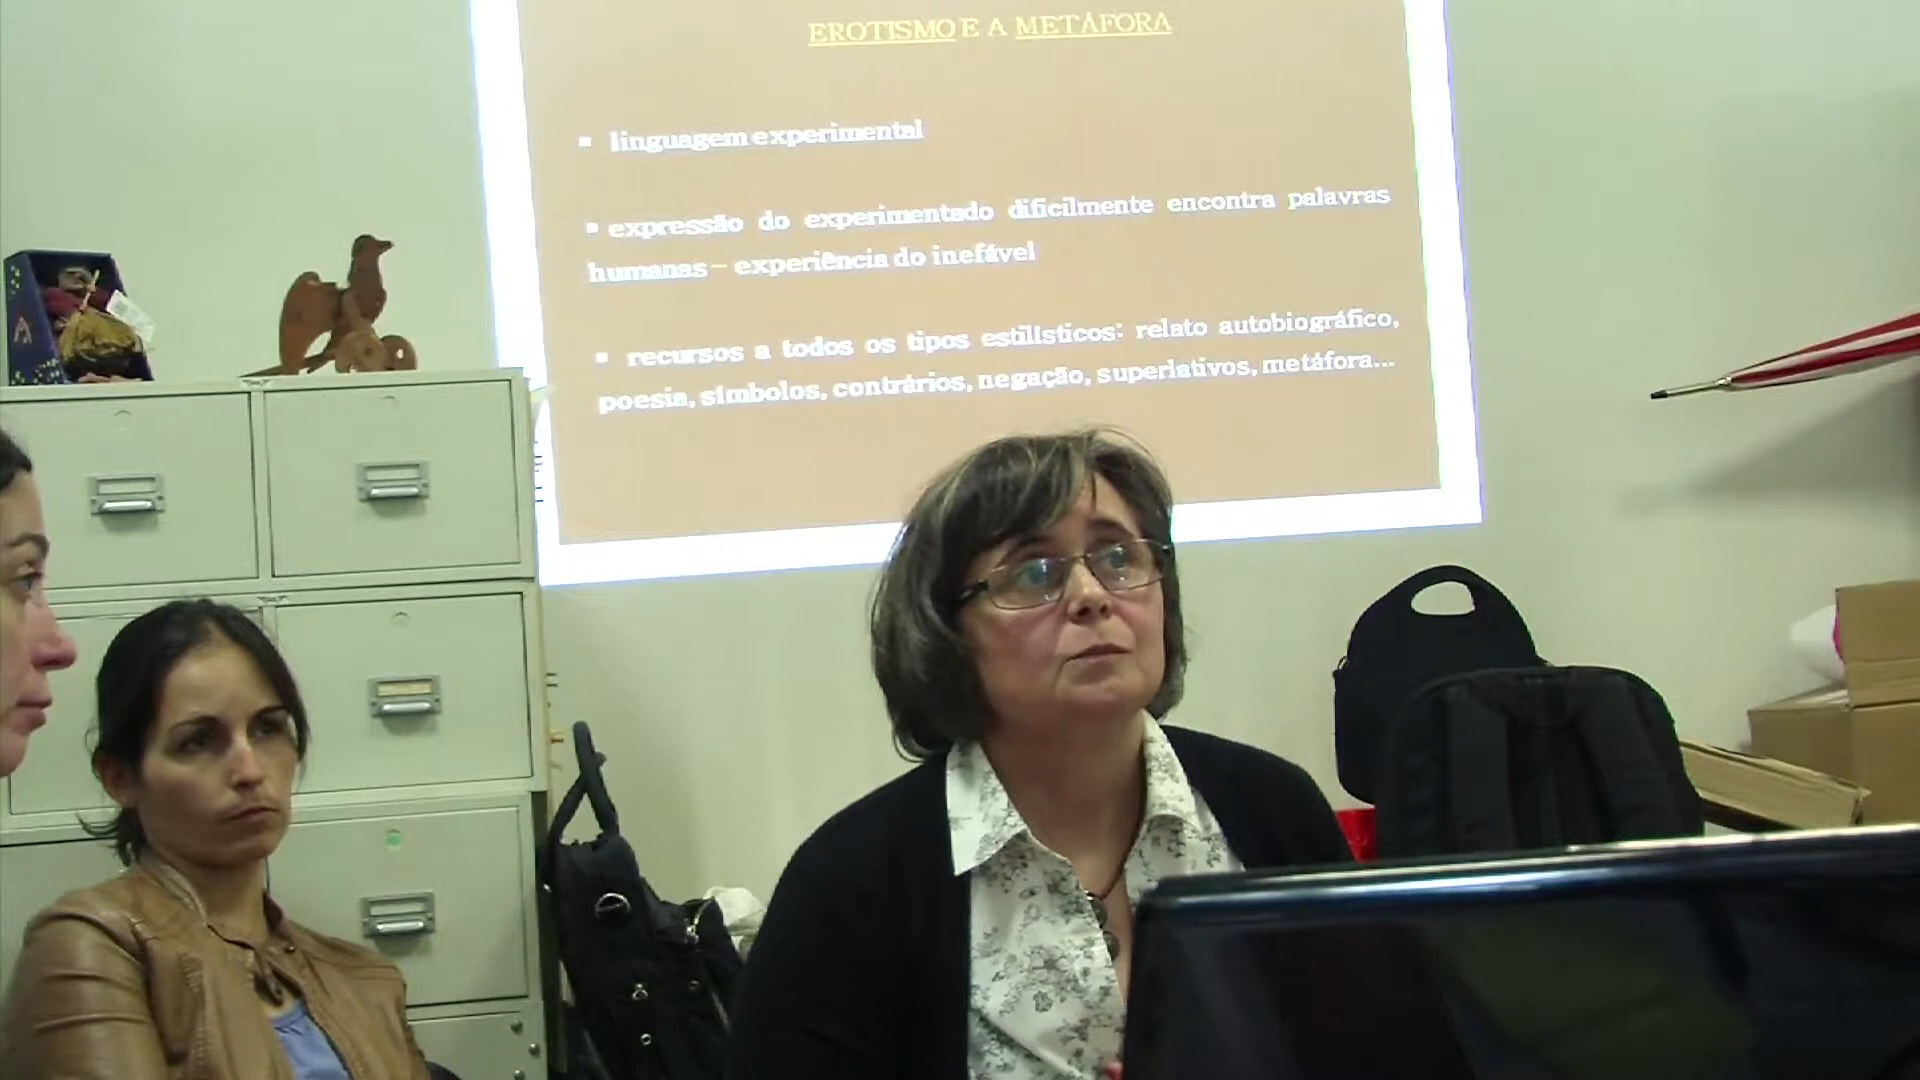 EROTISMO E A METÁFORA
▪ linguagem experimental
▪ expressão do experimentado dificilmente encontra palavras
humanas – experiência do inefável
▪ recursos a todos os tipos estilísticos: relato autobiográfico,
poesia, símbolos, contrários, negação, superlativos, metáfora...